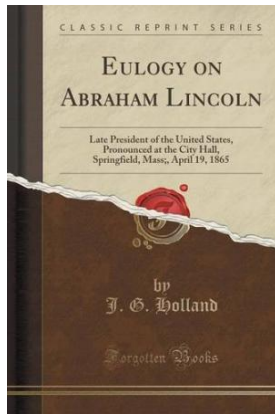 CLASSIC REPRINT SERIES
EULOGY ON
ABRAHAM LINCOLN
Late President of the United States,
Pronounced at the City Hall,
Springfield, Mass;, April 19, 1865
by
J. G. Holland
Forgotten Books